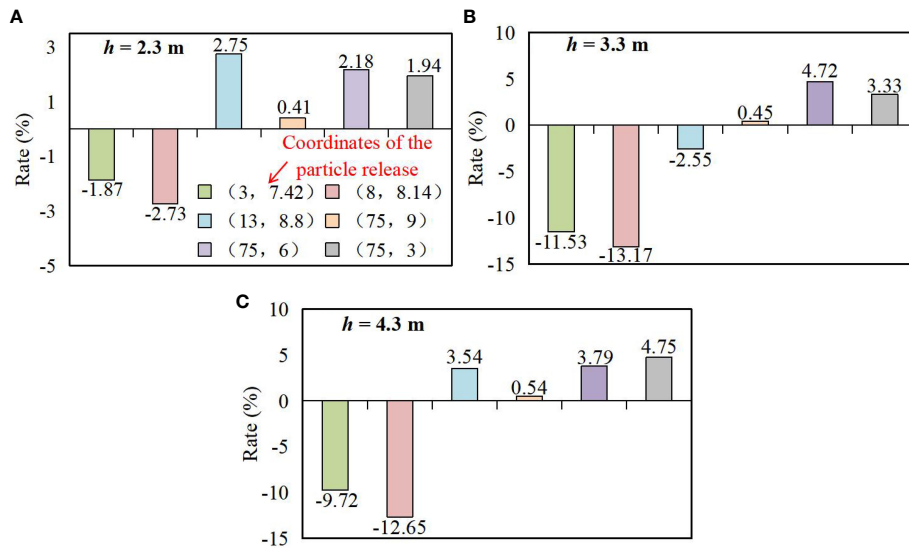 A
h = 2.3 m
Rate (%)
3
1
-1
-3
-5
-1.87
-2.73
2.75
0.41
2.18
1.94
Coordinates of the
particle release
(3, 7.42) (8, 8.14)
(13, 8.8) (75, 9)
(75, 6) (75, 3)
B
h = 3.3 m
Rate (%)
10
5
0
-5
-10
-15
-11.53
-13.17
-2.55
0.45
4.72
3.33
C
h = 4.3 m
Rate (%)
10
5
0
-5
-10
-15
-9.72
-12.65
3.54
0.54
3.79
4.75